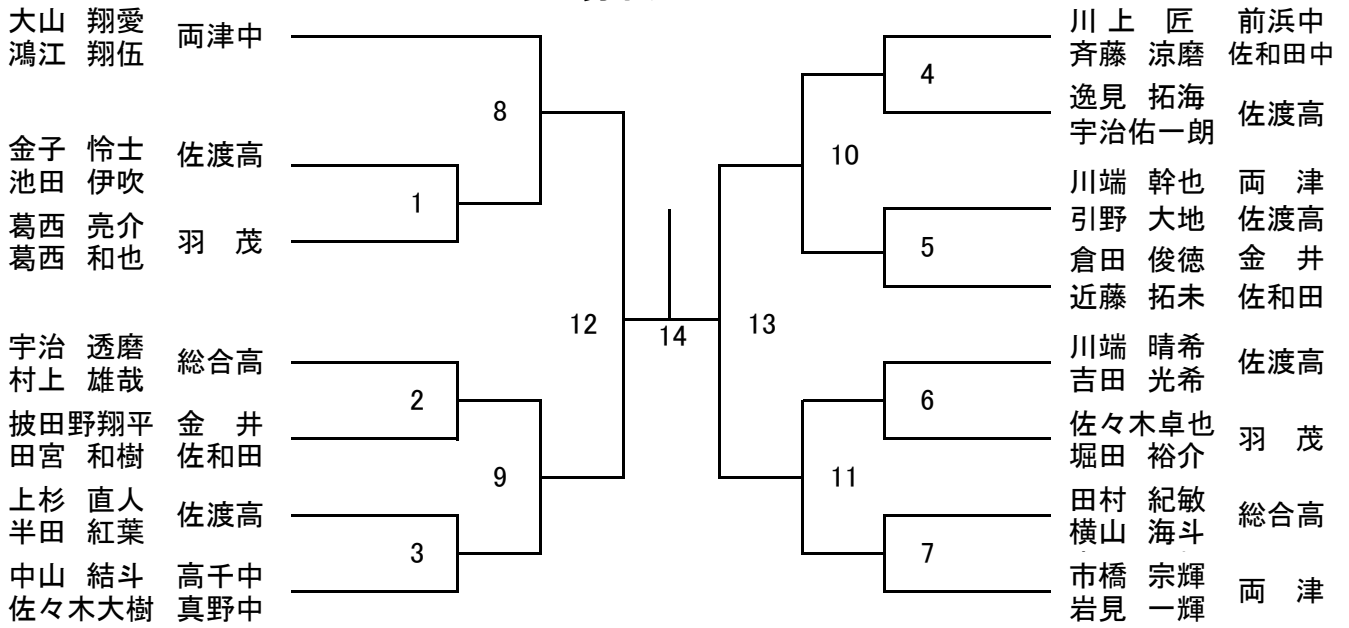 大山 翔愛 両津中
鴻江 翔伍
8
金子 怜士 佐渡高
池田 伊吹
1
葛西 亮介 羽 茂
葛西 和也
12
宇治 透磨 総合高
村上 雄哉
2
披田野翔平 金 井
田宮 和樹 佐和田
9
上杉 直人 佐渡高
半田 紅葉
3
中山 結斗 高千中
佐々木大樹 真野中
14
川上 匠 前浜中
斉藤 涼磨 佐和田中
4
逸見 拓海 佐渡高
宇治佑一朗
10
川端 幹也 両 津
引野 大地 佐渡高
5
倉田 俊徳 金 井
近藤 拓未 佐和田
13
川端 晴希 佐渡高
吉田 光希
6
佐々木卓也 羽 茂
堀田 裕介
11
田村 紀敏 総合高
横山 海斗
7
市橋 宗輝 両 津
岩見 一輝